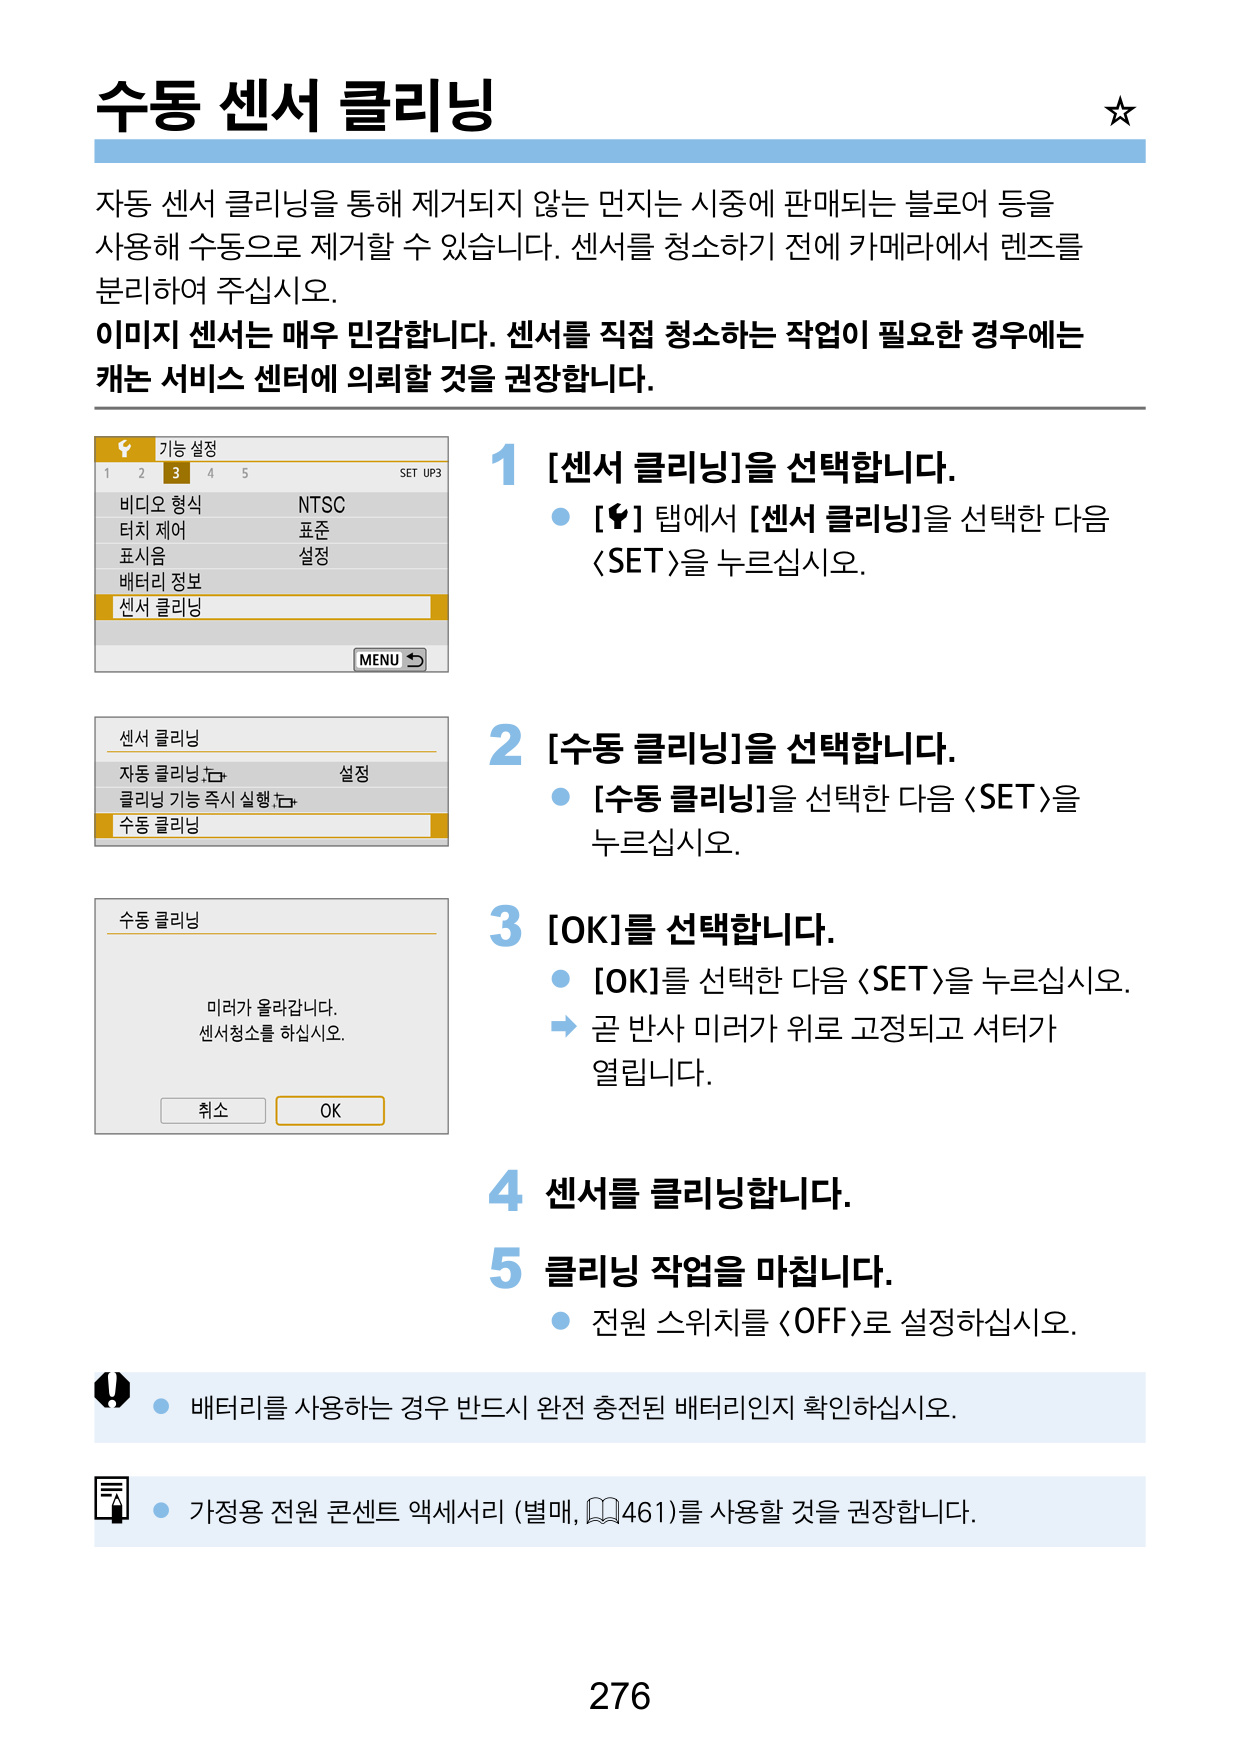 수동 센서 클리닝 ☆
자동 센서 클리닝을 통해 제거되지 않는 먼지는 시중에 판매되는 블로어 등을
사용해 수동으로 제거할 수 있습니다. 센서를 청소하기 전에 카메라에서 렌즈를
분리하여 주십시오.
이미지 센서는 매우 민감합니다. 센서를 직접 청소하는 작업이 필요한 경우에는
캐논 서비스 센터에 의뢰할 것을 권장합니다.
기능 설정
1 2 3 4 5 SET UP3
비디오 형식 NTSC
터치 제어 표준
표시음 설정
배터리 정보
센서 클리닝
MENU
1 [센서 클리닝]을 선택합니다.
● [] 탭에서 [센서 클리닝]을 선택한 다음
〈SET〉을 누르십시오.
센서 클리닝
자동 클리닝 설정
클리닝 기능 즉시 실행
수동 클리닝
2 [수동 클리닝]을 선택합니다.
● [수동 클리닝]을 선택한 다음 〈SET〉을
누르십시오.
수동 클리닝
미러가 올라갑니다.
센서청소를 하십시오.
취소 OK
3 [OK]를 선택합니다.
● [OK]를 선택한 다음 〈SET〉을 누르십시오.
➡ 곧 반사 미러가 위로 고정되고 셔터가
열립니다.
4 센서를 클리닝합니다.
5 클리닝 작업을 마칩니다.
● 전원 스위치를 〈OFF〉로 설정하십시오.
● 배터리를 사용하는 경우 반드시 완전 충전된 배터리인지 확인하십시오.
● 가정용 전원 콘센트 액세서리 (별매, 461)를 사용할 것을 권장합니다.
276